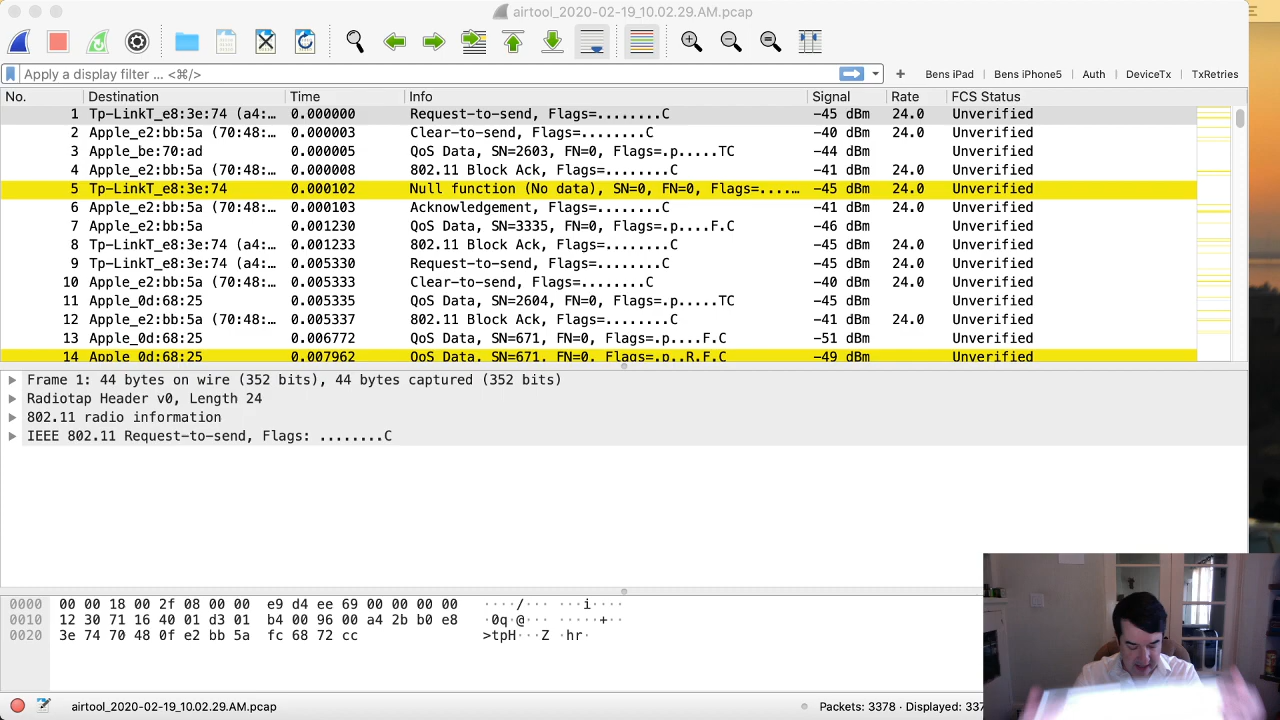 airtool_2020-02-19_10.02.29.AM.pcap
Apply a display filter ... <⌘/> + Bens iPad Bens iPhone5 Auth DeviceTx TxRetries
No. Destination Time Info Signal Rate FCS Status
1 Tp-LinkT_e8:3e:74 (a4:… 0.000000 Request-to-send, Flags=........C -45 dBm 24.0 Unverified
2 Apple_e2:bb:5a (70:48:… 0.000003 Clear-to-send, Flags=........C -40 dBm 24.0 Unverified
3 Apple_be:70:ad 0.000005 QoS Data, SN=2603, FN=0, Flags=.p.....TC -44 dBm Unverified
4 Apple_e2:bb:5a (70:48:… 0.000008 802.11 Block Ack, Flags=........C -41 dBm 24.0 Unverified
5 Tp-LinkT_e8:3e:74 0.000102 Null function (No data), SN=0, FN=0, Flags=....… -45 dBm 24.0 Unverified
6 Apple_e2:bb:5a (70:48:… 0.000103 Acknowledgement, Flags=........C -41 dBm 24.0 Unverified
7 Apple_e2:bb:5a 0.001230 QoS Data, SN=3335, FN=0, Flags=.p....F.C -46 dBm Unverified
8 Tp-LinkT_e8:3e:74 (a4:… 0.001233 802.11 Block Ack, Flags=........C -45 dBm 24.0 Unverified
9 Tp-LinkT_e8:3e:74 (a4:… 0.005330 Request-to-send, Flags=........C -45 dBm 24.0 Unverified
10 Apple_e2:bb:5a (70:48:… 0.005333 Clear-to-send, Flags=........C -40 dBm 24.0 Unverified
11 Apple_0d:68:25 0.005335 QoS Data, SN=2604, FN=0, Flags=.p.....TC -45 dBm Unverified
12 Apple_e2:bb:5a (70:48:… 0.005337 802.11 Block Ack, Flags=........C -41 dBm 24.0 Unverified
13 Apple_0d:68:25 0.006772 QoS Data, SN=671, FN=0, Flags=.p....F.C -51 dBm Unverified
14 Apple_0d:68:25 0.007962 QoS Data, SN=671, FN=0, Flags=.p..R.F.C -49 dBm Unverified
Frame 1: 44 bytes on wire (352 bits), 44 bytes captured (352 bits)
Radiotap Header v0, Length 24
802.11 radio information
IEEE 802.11 Request-to-send, Flags: ........C
0000 00 00 18 00 2f 08 00 00 e9 d4 ee 69 00 00 00 00 ····/··· ···i····
0010 12 30 71 16 40 01 d3 01 b4 00 96 00 a4 2b b0 e8 ·0q·@··· ·····+··
0020 3e 74 70 48 0f e2 bb 5a fc 68 72 cc >tpH···Z ·hr·
airtool_2020-02-19_10.02.29.AM.pcap Packets: 3378 · Displayed: 337